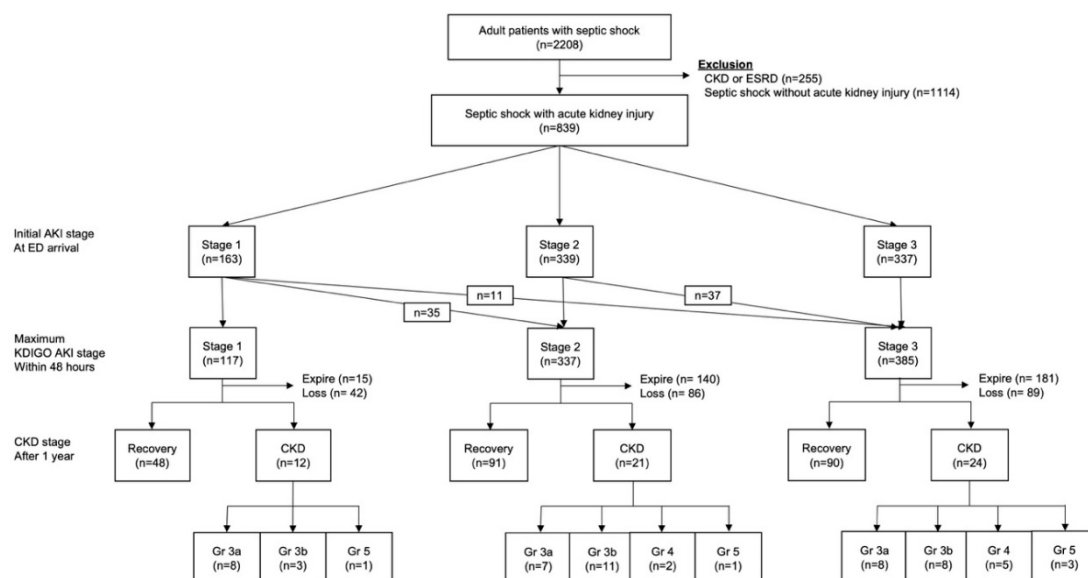 Adult patients with septic shock
(n=2208)
Exclusion
CKD or ESRD (n=255)
Septic shock without acute kidney injury (n=1114)
Septic shock with acute kidney injury
(n=839)
Initial AKI stage
At ED arrival
Stage 1
(n=163)
Stage 2
(n=339)
Stage 3
(n=337)
n=11
n=37
n=35
Maximum
KDIGO AKI stage
Within 48 hours
Stage 1
(n=117)
Stage 2
(n=337)
Stage 3
(n=385)
Expire (n=15)
Loss (n= 42)
Expire (n= 140)
Loss (n= 86)
Expire (n= 181)
Loss (n= 89)
CKD stage
After 1 year
Recovery
(n=48)
CKD
(n=12)
Recovery
(n=91)
CKD
(n=21)
Recovery
(n=90)
CKD
(n=24)
Gr 3a
(n=8)
Gr 3b
(n=3)
Gr 5
(n=1)
Gr 3a
(n=7)
Gr 3b
(n=11)
Gr 4
(n=2)
Gr 5
(n=1)
Gr 3a
(n=8)
Gr 3b
(n=8)
Gr 4
(n=5)
Gr 5
(n=3)